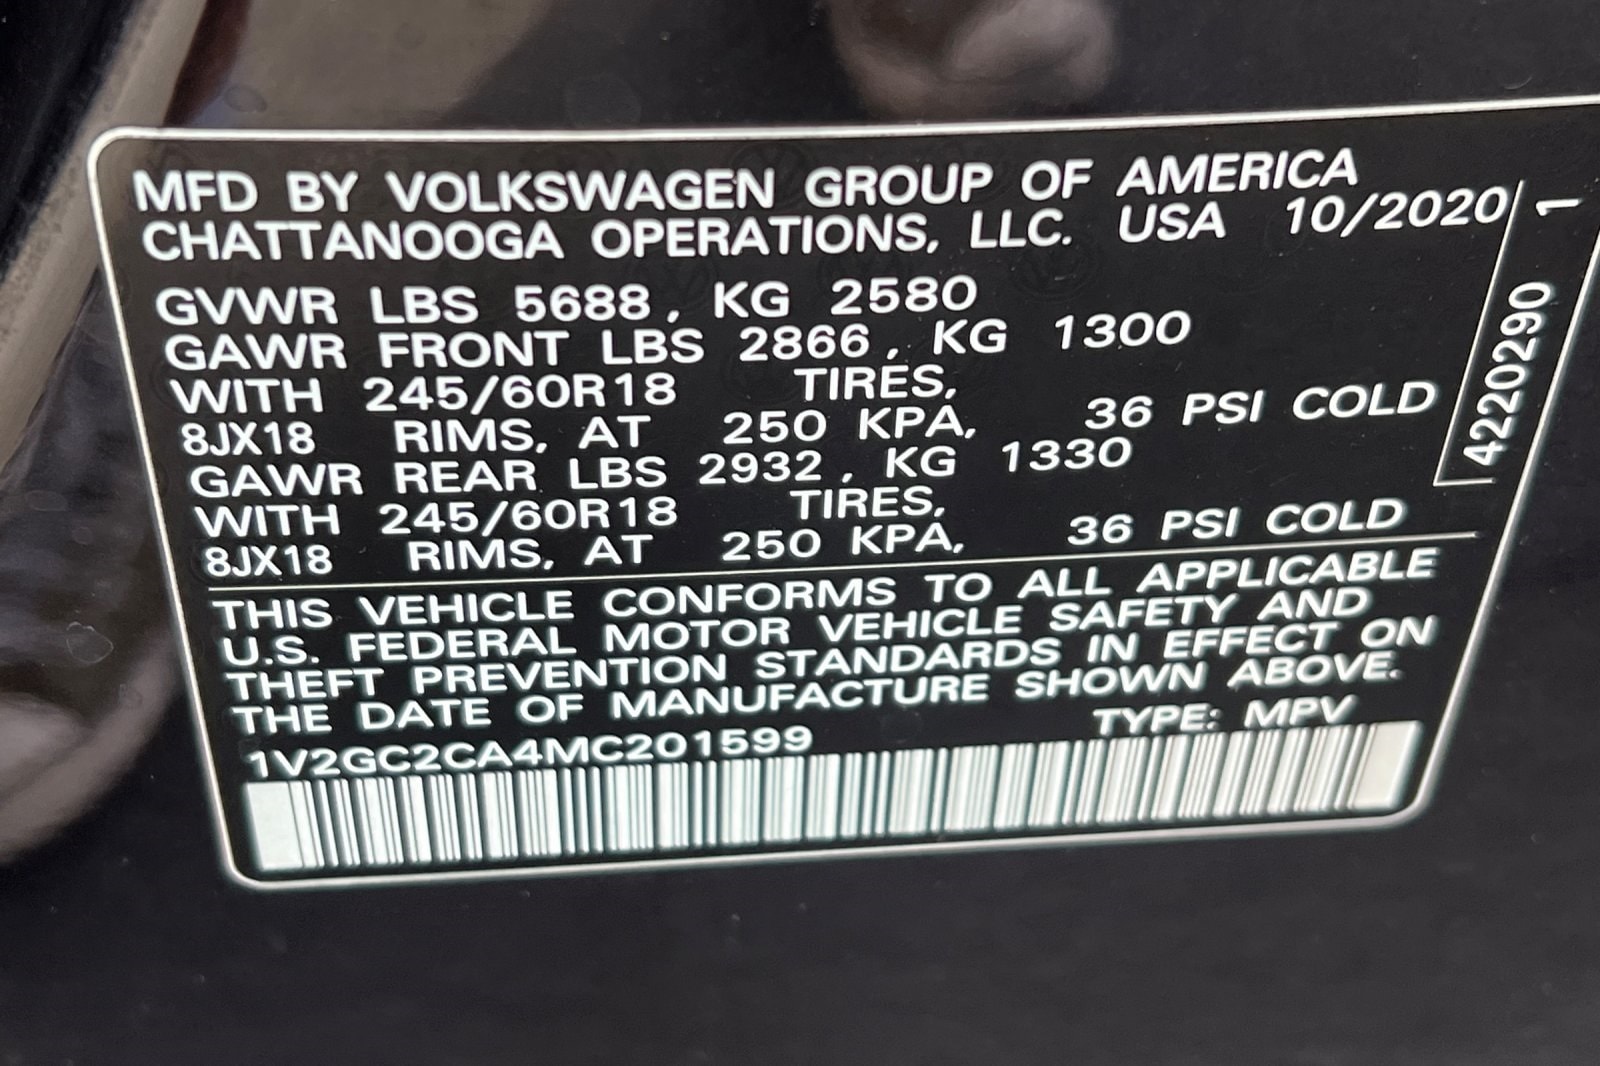 MFD BY VOLKSWAGEN GROUP OF AMERICA
CHATTANOOGA OPERATIONS, LLC. USA 10/2020
GVWR LBS 5688, KG 2580
GAWR FRONT LBS 2866, KG 1300
WITH 245/60R18 TIRES,
8JX18 RIMS, AT 250 KPA, 36 PSI COLD
GAWR REAR LBS 2932, KG 1330
WITH 245/60R18 TIRES,
8JX18 RIMS, AT 250 KPA, 36 PSI COLD
THIS VEHICLE CONFORMS TO ALL APPLICABLE
U.S. FEDERAL MOTOR VEHICLE SAFETY AND
THEFT PREVENTION STANDARDS IN EFFECT ON
THE DATE OF MANUFACTURE SHOWN ABOVE.
1V2GC2CA4MC201599 TYPE: MPV
4220290 1